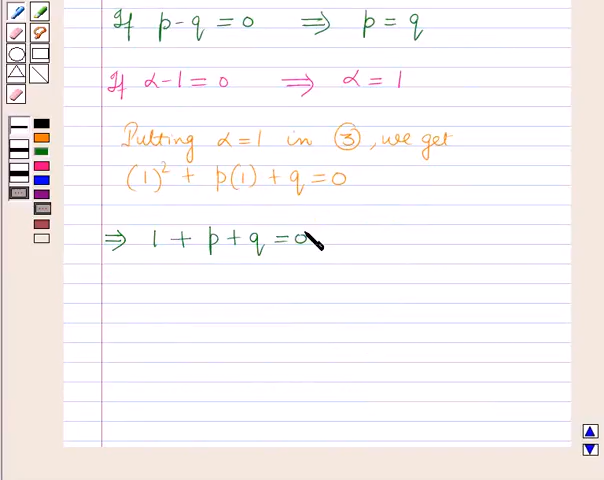 If p-q = 0 ⇒ p = q
If α-1 = 0 ⇒ α = 1
Putting α = 1 in ③, we get
(1)² + p(1) + q = 0
⇒ 1 + p + q = 0